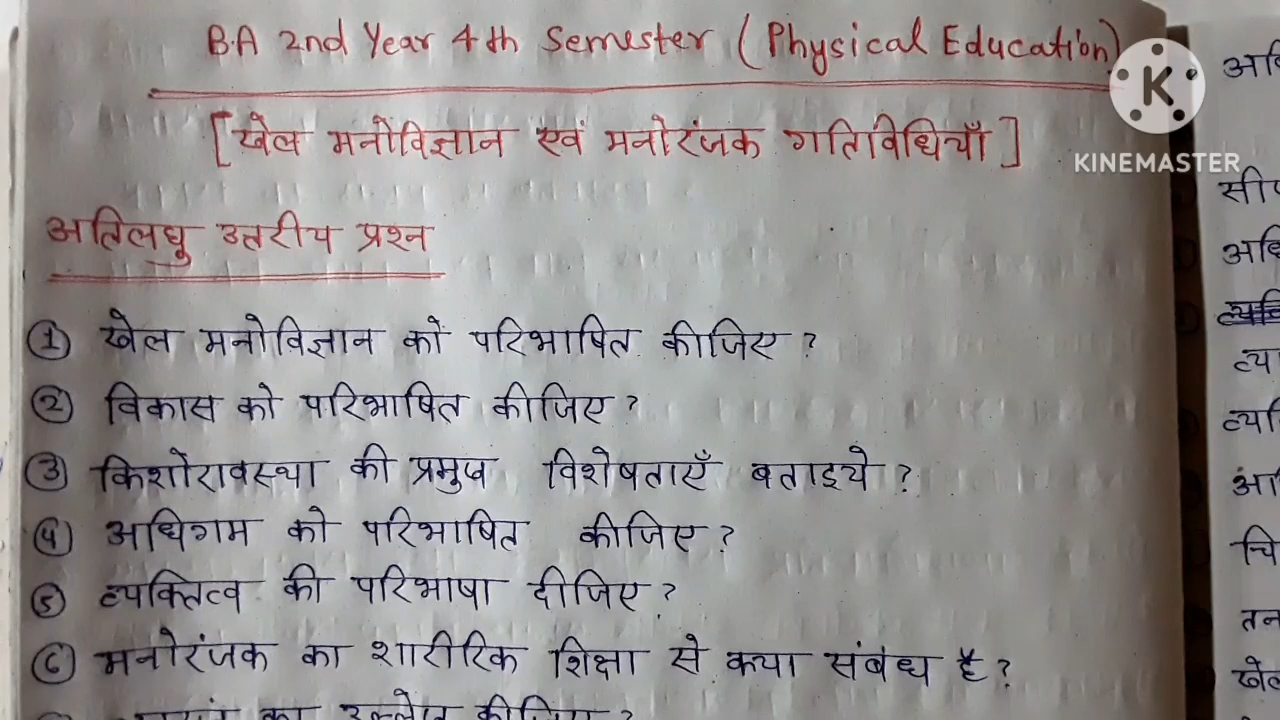 B.A 2nd Year 4th Semester (Physical Education)
[खेल मनोविज्ञान एवं मनोरंजक गतिविधियाँ]
KINEMASTER
अतिलघु उत्तरीय प्रश्न
① खेल मनोविज्ञान को परिभाषित कीजिए?
② विकास को परिभाषित कीजिए?
③ किशोरावस्था की प्रमुख विशेषताएँ बताइये?
④ अधिगम को परिभाषित कीजिए?
⑤ व्यक्तित्व की परिभाषा दीजिए?
⑥ मनोरंजक का शारीरिक शिक्षा से क्या संबंध है?
का उल्लेख कीजिए?